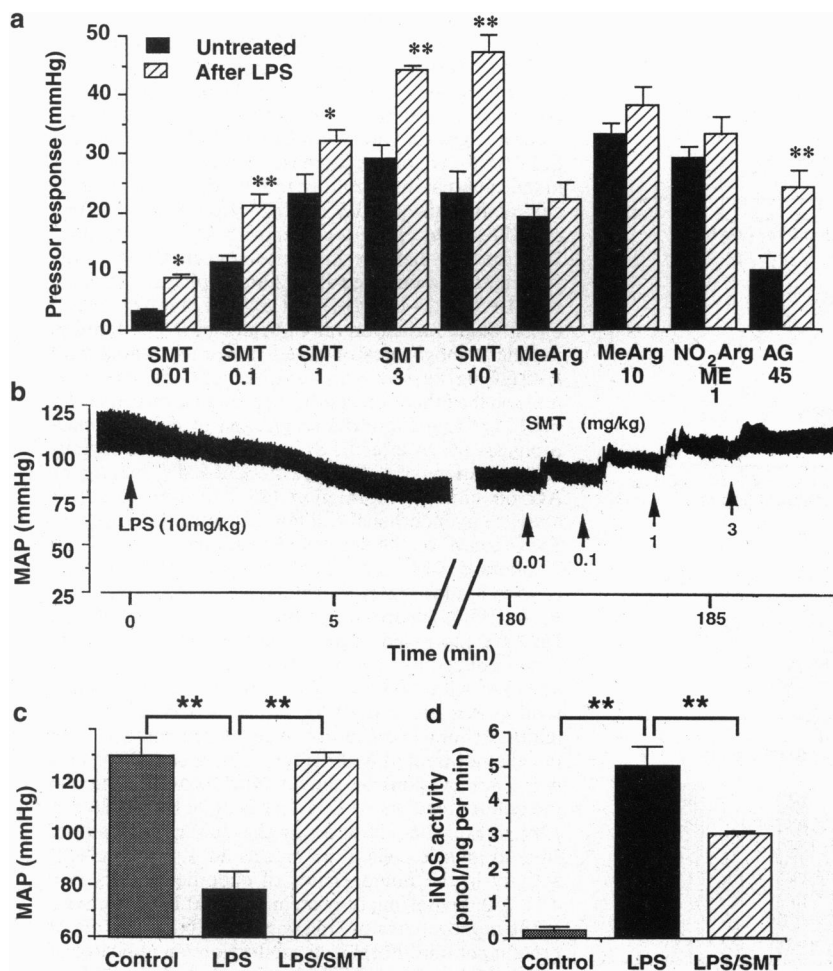 a
Untreated
After LPS
Pressor response (mmHg)
50
40
30
20
10
0
*
**
*
**
**
**
SMT SMT SMT SMT SMT MeArg MeArg NO2Arg AG
0.01 0.1 1 3 10 1 10 ME 45
1
b
MAP (mmHg)
125
100
75
50
25
LPS (10mg/kg)
SMT (mg/kg)
0.01
0.1
1
3
0 5 180 185
Time (min)
c
** **
MAP (mmHg)
120
100
80
60
Control LPS LPS/SMT
d
** **
iNOS activity
(pmol/mg per min)
6
5
4
3
2
1
0
Control LPS LPS/SMT